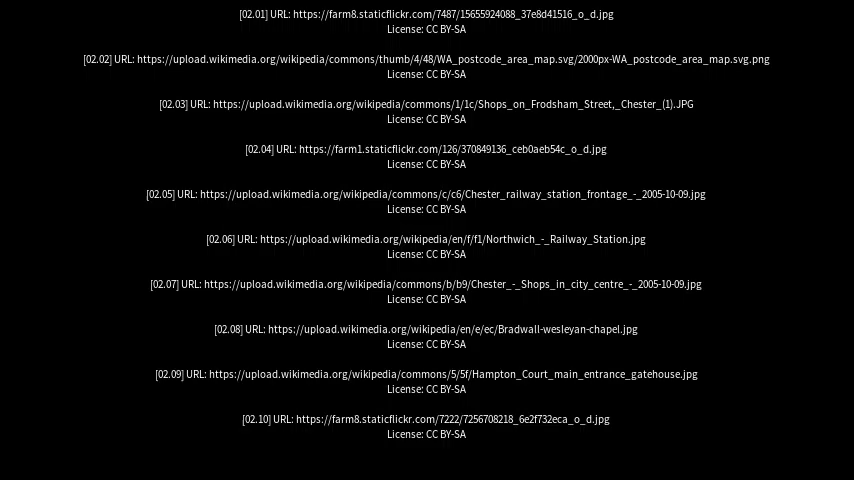 [02.01] URL: https://farm8.staticflickr.com/7487/15655924088_37e8d41516_o_d.jpg
License: CC BY-SA
[02.02] URL: https://upload.wikimedia.org/wikipedia/commons/thumb/4/48/WA_postcode_area_map.svg/2000px-WA_postcode_area_map.svg.png
License: CC BY-SA
[02.03] URL: https://upload.wikimedia.org/wikipedia/commons/1/1c/Shops_on_Frodsham_Street,_Chester_(1).JPG
License: CC BY-SA
[02.04] URL: https://farm1.staticflickr.com/126/370849136_ceb0aeb54c_o_d.jpg
License: CC BY-SA
[02.05] URL: https://upload.wikimedia.org/wikipedia/commons/c/c6/Chester_railway_station_frontage_-_2005-10-09.jpg
License: CC BY-SA
[02.06] URL: https://upload.wikimedia.org/wikipedia/en/f/f1/Northwich_-_Railway_Station.jpg
License: CC BY-SA
[02.07] URL: https://upload.wikimedia.org/wikipedia/commons/b/b9/Chester_-_Shops_in_city_centre_-_2005-10-09.jpg
License: CC BY-SA
[02.08] URL: https://upload.wikimedia.org/wikipedia/en/e/ec/Bradwall-wesleyan-chapel.jpg
License: CC BY-SA
[02.09] URL: https://upload.wikimedia.org/wikipedia/commons/5/5f/Hampton_Court_main_entrance_gatehouse.jpg
License: CC BY-SA
[02.10] URL: https://farm8.staticflickr.com/7222/7256708218_6e2f732eca_o_d.jpg
License: CC BY-SA